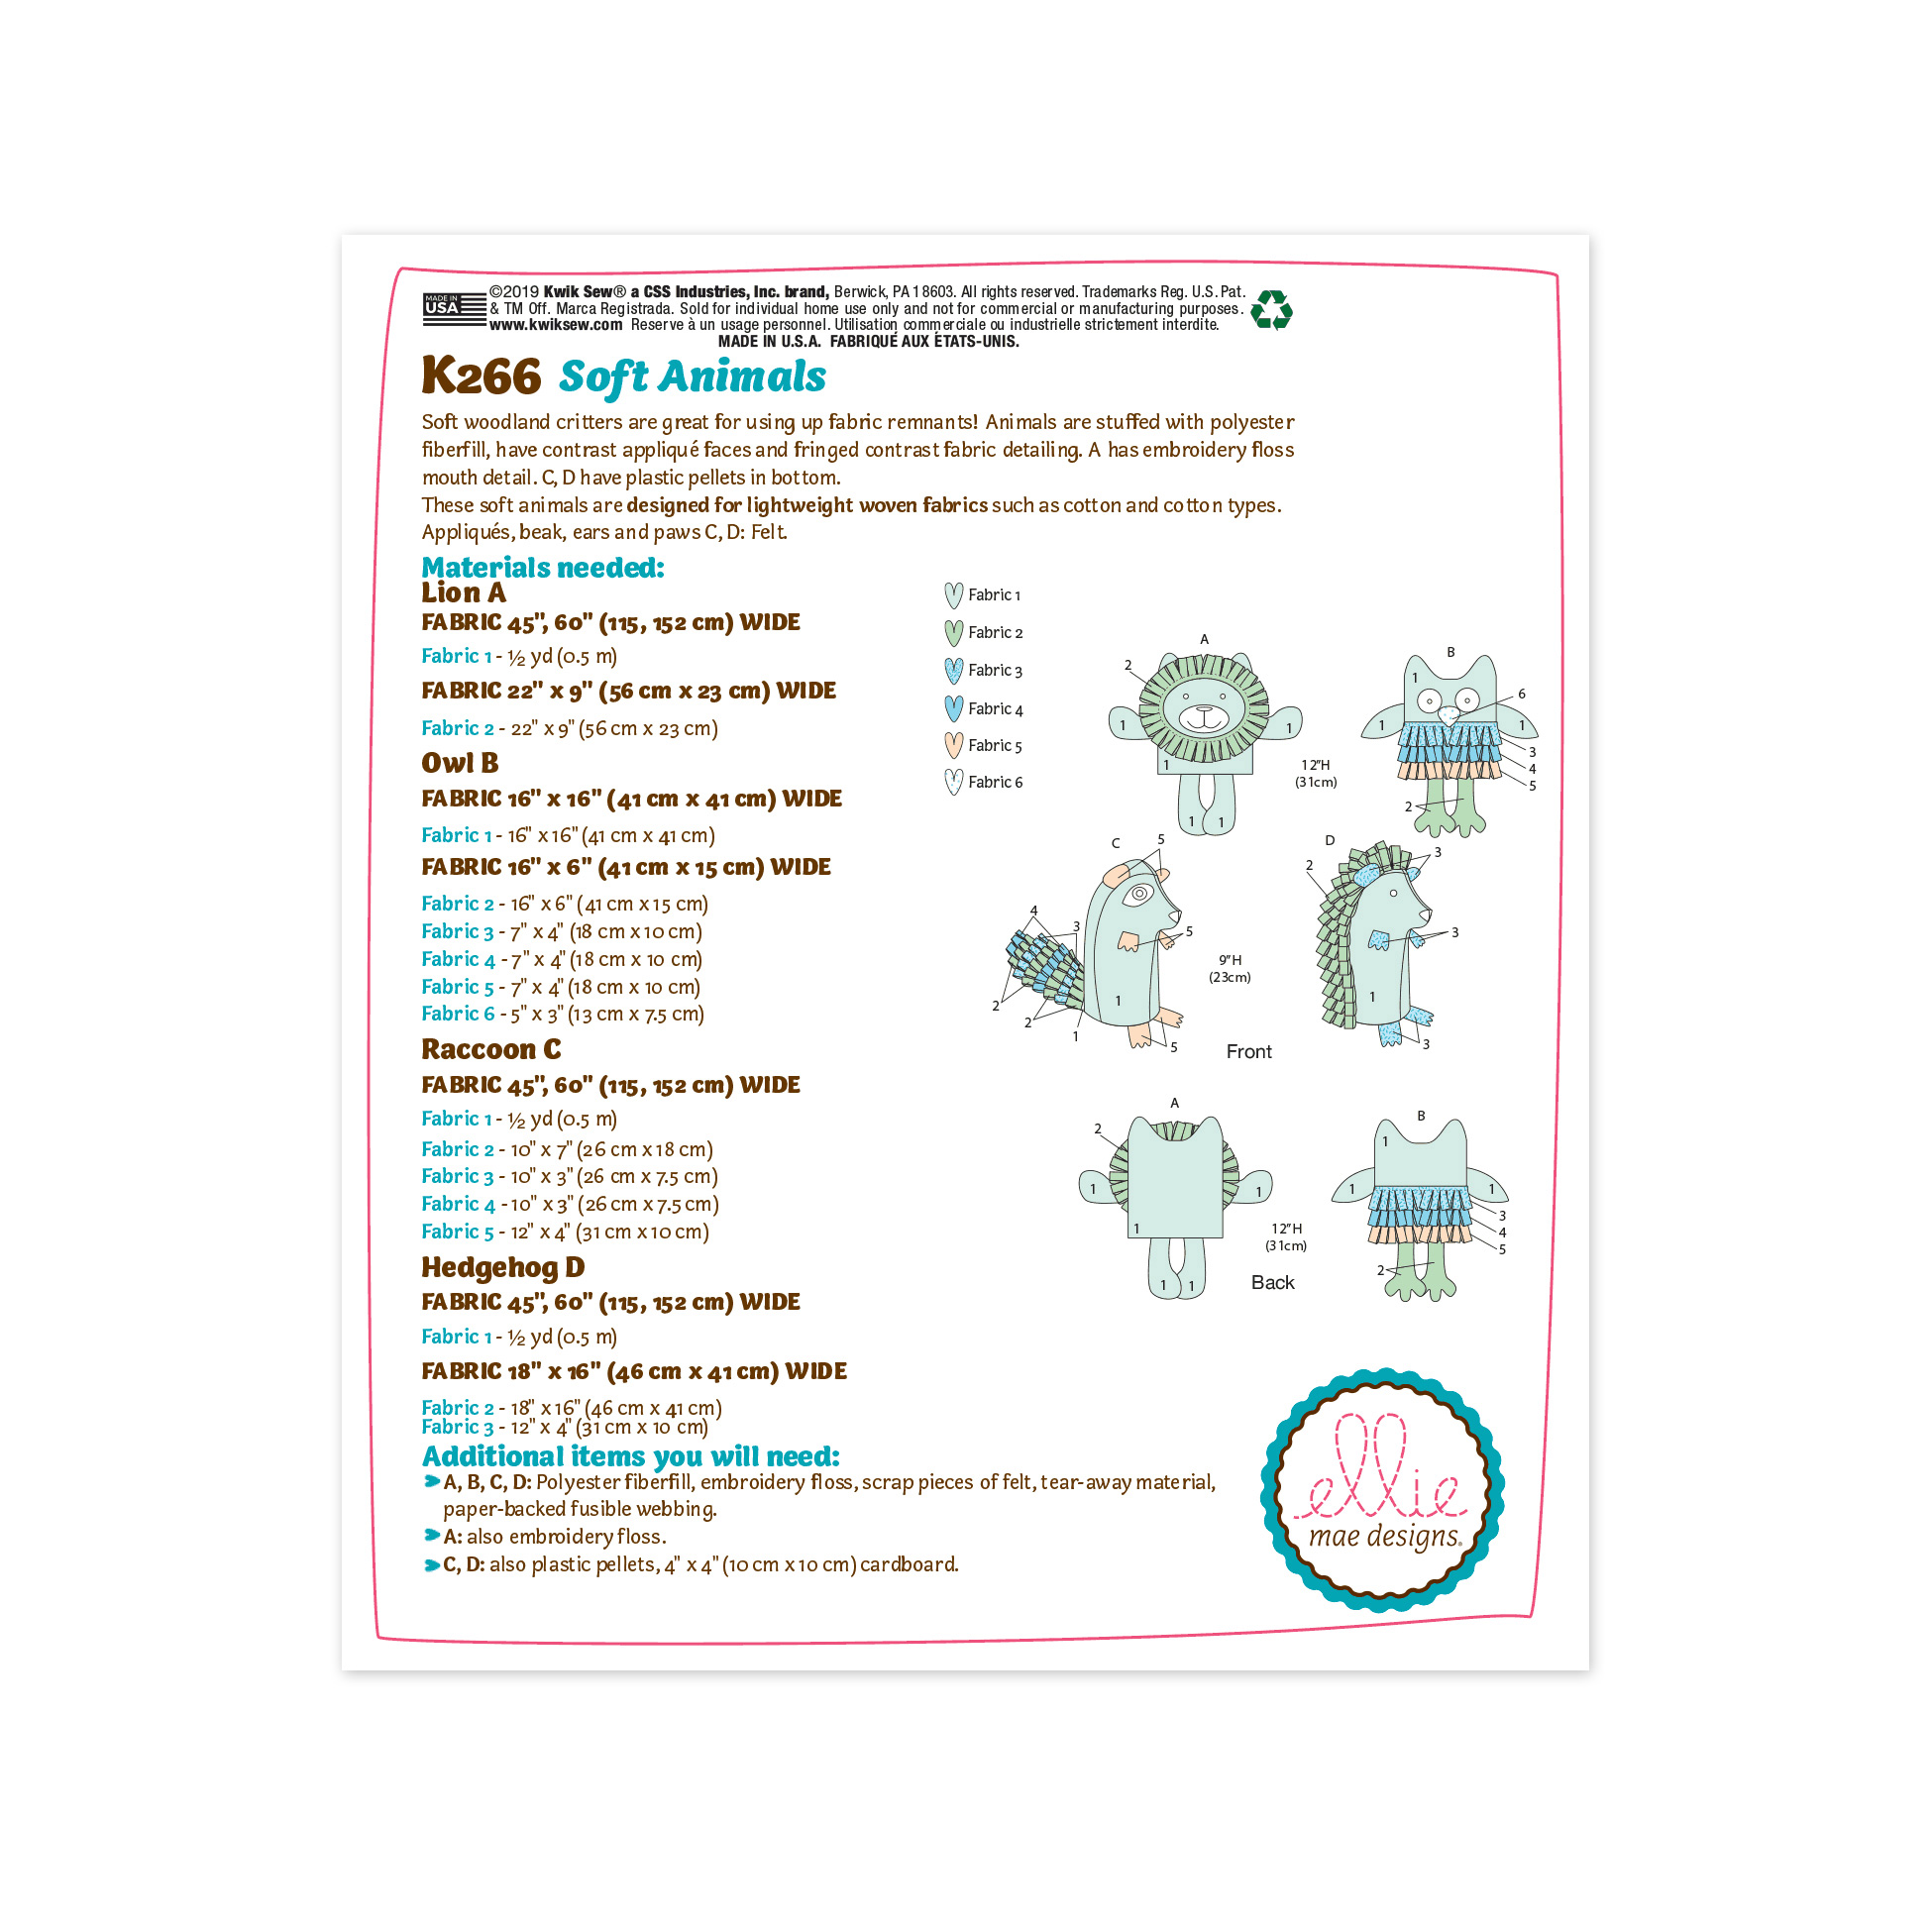 MADE IN
USA
©2019 Kwik Sew® a CSS Industries, Inc. brand, Berwick, PA 18603. All rights reserved. Trademarks Reg. U.S. Pat.
& TM Off. Marca Registrada. Sold for individual home use only and not for commercial or manufacturing purposes.
www.kwiksew.com Reserve à un usage personnel. Utilisation commerciale ou industrielle strictement interdite.
MADE IN U.S.A. FABRIQUÉ AUX ÉTATS-UNIS.
K266 Soft Animals
Soft woodland critters are great for using up fabric remnants! Animals are stuffed with polyester
fiberfill, have contrast appliqué faces and fringed contrast fabric detailing. A has embroidery floss
mouth detail. C, D have plastic pellets in bottom.
These soft animals are designed for lightweight woven fabrics such as cotton and cotton types.
Appliqués, beak, ears and paws C, D: Felt.
Materials needed:
Lion A
FABRIC 45", 60" (115, 152 cm) WIDE
Fabric 1 - ½ yd (0.5 m)
FABRIC 22" x 9" (56 cm x 23 cm) WIDE
Fabric 2 - 22" x 9" (56 cm x 23 cm)
Owl B
FABRIC 16" x 16" (41 cm x 41 cm) WIDE
Fabric 1 - 16" x 16" (41 cm x 41 cm)
FABRIC 16" x 6" (41 cm x 15 cm) WIDE
Fabric 2 - 16" x 6" (41 cm x 15 cm)
Fabric 3 - 7" x 4" (18 cm x 10 cm)
Fabric 4 - 7" x 4" (18 cm x 10 cm)
Fabric 5 - 7" x 4" (18 cm x 10 cm)
Fabric 6 - 5" x 3" (13 cm x 7.5 cm)
Raccoon C
FABRIC 45", 60" (115, 152 cm) WIDE
Fabric 1 - ½ yd (0.5 m)
Fabric 2 - 10" x 7" (26 cm x 18 cm)
Fabric 3 - 10" x 3" (26 cm x 7.5 cm)
Fabric 4 - 10" x 3" (26 cm x 7.5 cm)
Fabric 5 - 12" x 4" (31 cm x 10 cm)
Hedgehog D
FABRIC 45", 60" (115, 152 cm) WIDE
Fabric 1 - ½ yd (0.5 m)
FABRIC 18" x 16" (46 cm x 41 cm) WIDE
Fabric 2 - 18" x 16" (46 cm x 41 cm)
Fabric 3 - 12" x 4" (31 cm x 10 cm)
Additional items you will need:
A, B, C, D: Polyester fiberfill, embroidery floss, scrap pieces of felt, tear-away material,
paper-backed fusible webbing.
A: also embroidery floss.
C, D: also plastic pellets, 4" x 4" (10 cm x 10 cm) cardboard.
Fabric 1
Fabric 2
Fabric 3
Fabric 4
Fabric 5
Fabric 6
A
2
1
1
1
1 1
12"H
(31cm)
B
1
6
1
1
3
4
5
2
C
5
4
3
5
2
2
1
1
5
9"H
(23cm)
D
2
3
3
1
3
Front
A
2
1
1
1
1 1
12"H
(31cm)
B
1
1
1
3
4
5
2
Back
ellie
mae designs®